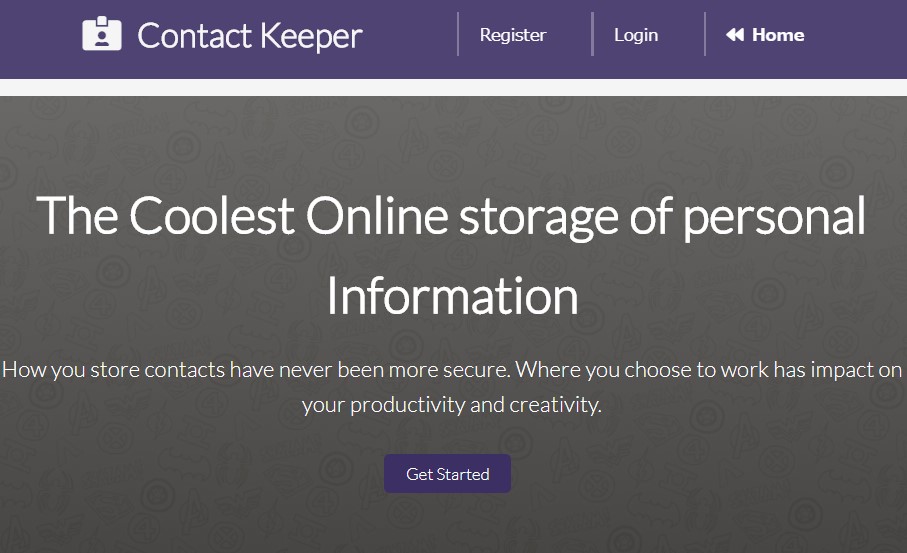 Contact Keeper
Register
Login
Home
The Coolest Online storage of personal
Information
How you store contacts have never been more secure. Where you choose to work has impact on
your productivity and creativity.
Get Started